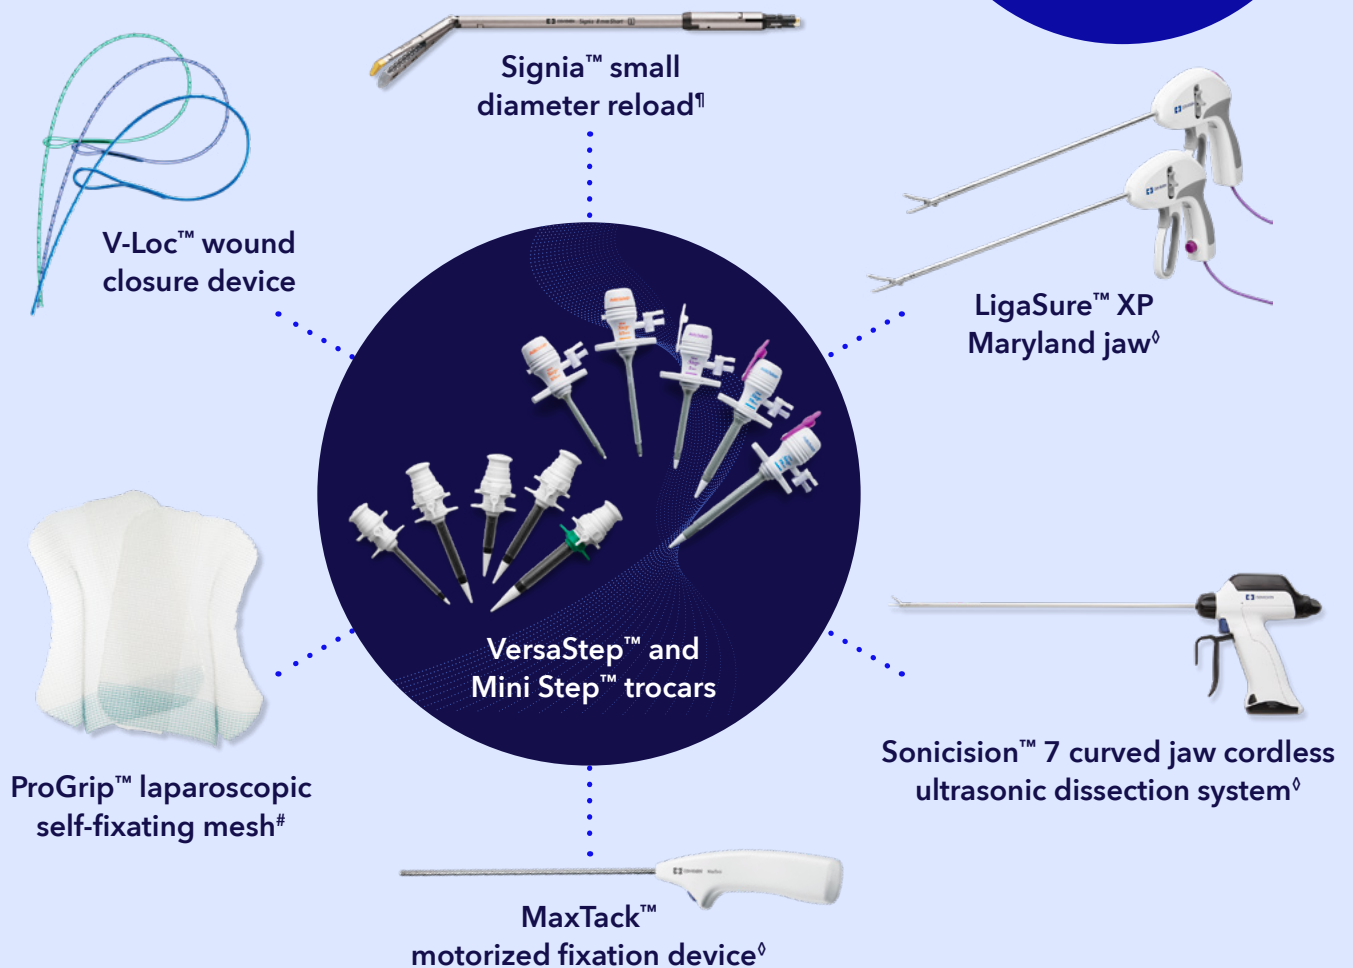 Signia™ small
diameter reload¶
V-Loc™ wound
closure device
LigaSure™ XP
Maryland jaw◊
VersaStep™ and
Mini Step™ trocars
Sonicision™ 7 curved jaw cordless
ultrasonic dissection system◊
ProGrip™ laparoscopic
self-fixating mesh#
MaxTack™
motorized fixation device◊